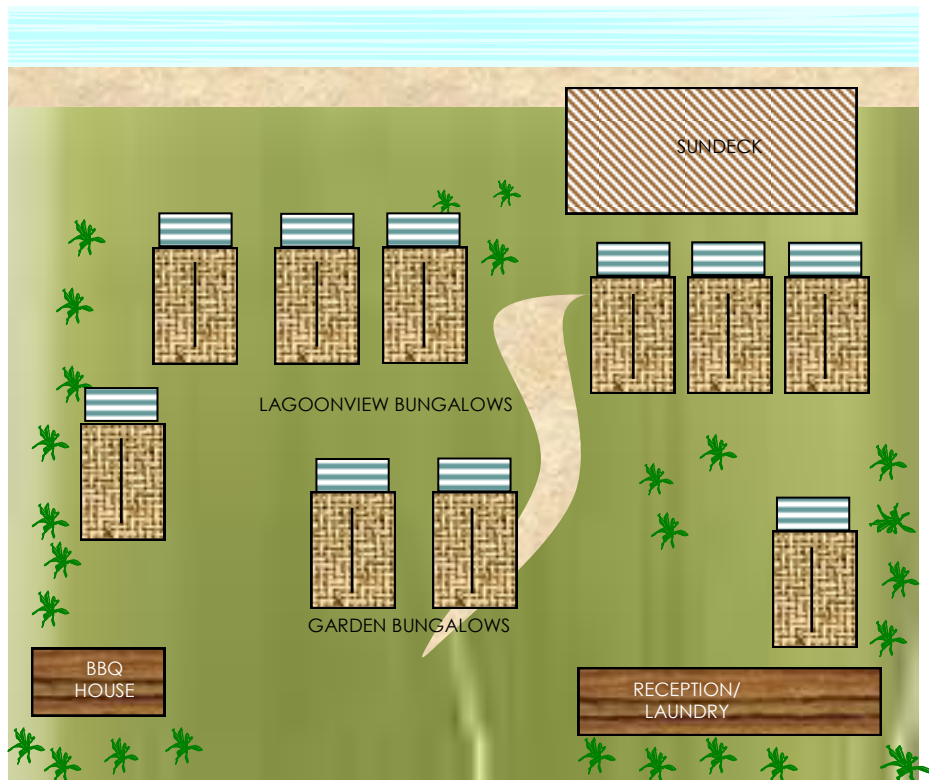 SUNDECK
LAGOONVIEW BUNGALOWS
GARDEN BUNGALOWS
BBQ
HOUSE
RECEPTION/
LAUNDRY